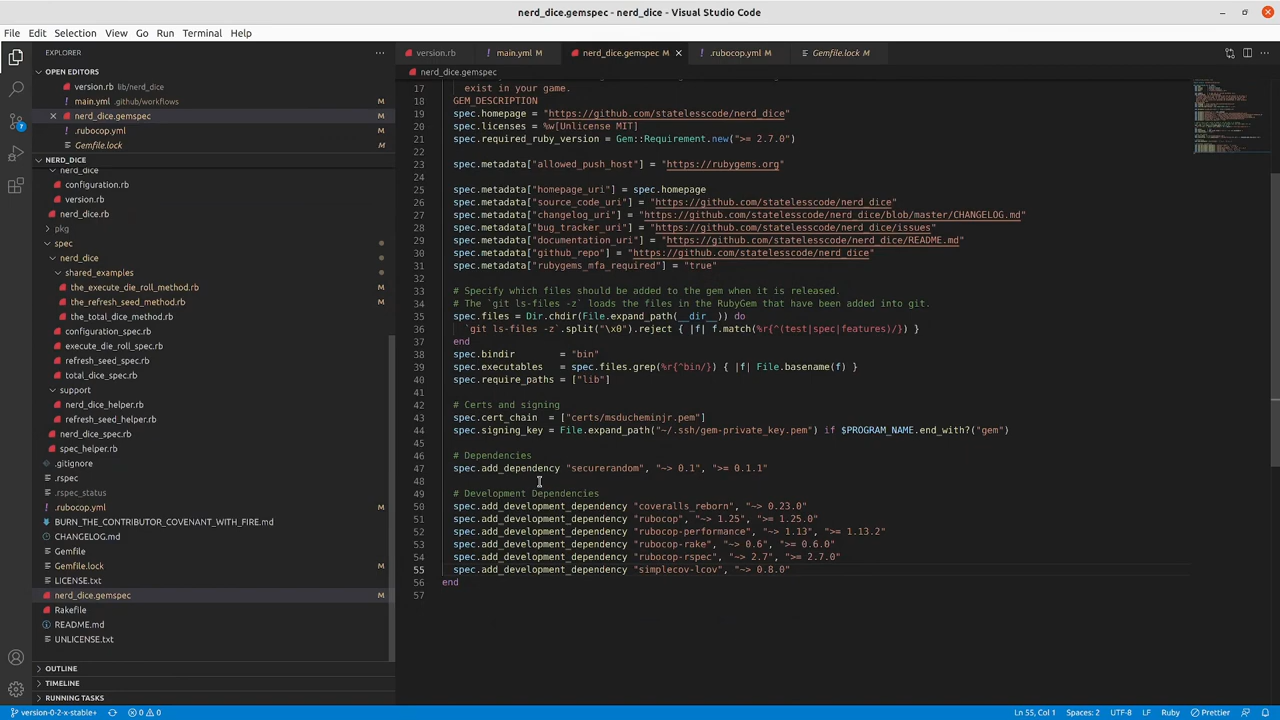 nerd_dice.gemspec - nerd_dice - Visual Studio Code
File Edit Selection View Go Run Terminal Help
EXPLORER
version.rb main.yml M nerd_dice.gemspec M .rubocop.yml M Gemfile.lock M
OPEN EDITORS
nerd_dice.gemspec
version.rb lib/nerd_dice
main.yml .github/workflows M
nerd_dice.gemspec M
.rubocop.yml M
Gemfile.lock M
NERD_DICE
nerd_dice
configuration.rb
version.rb
nerd_dice.rb
pkg
spec
nerd_dice
shared_examples
the_execute_die_roll_method.rb
the_refresh_seed_method.rb
the_total_dice_method.rb
configuration_spec.rb
execute_die_roll_spec.rb
refresh_seed_spec.rb
total_dice_spec.rb
support
nerd_dice_helper.rb
refresh_seed_helper.rb
nerd_dice_spec.rb
spec_helper.rb
.gitignore
.rspec
.rspec_status
.rubocop.yml M
BURN_THE_CONTRIBUTOR_COVENANT_WITH_FIRE.md
CHANGELOG.md
Gemfile
Gemfile.lock M
LICENSE.txt
nerd_dice.gemspec M
Rakefile
README.md
UNLICENSE.txt
OUTLINE
TIMELINE
RUNNING TASKS
17 exist in your game.
18 GEM_DESCRIPTION
19 spec.homepage = "https://github.com/statelesscode/nerd_dice"
20 spec.licenses = %w[Unlicense MIT]
21 spec.required_ruby_version = Gem::Requirement.new(">= 2.7.0")
22
23 spec.metadata["allowed_push_host"] = "https://rubygems.org"
24
25 spec.metadata["homepage_uri"] = spec.homepage
26 spec.metadata["source_code_uri"] = "https://github.com/statelesscode/nerd_dice"
27 spec.metadata["changelog_uri"] = "https://github.com/statelesscode/nerd_dice/blob/master/CHANGELOG.md"
28 spec.metadata["bug_tracker_uri"] = "https://github.com/statelesscode/nerd_dice/issues"
29 spec.metadata["documentation_uri"] = "https://github.com/statelesscode/nerd_dice/README.md"
30 spec.metadata["github_repo"] = "https://github.com/statelesscode/nerd_dice"
31 spec.metadata["rubygems_mfa_required"] = "true"
32
33 # Specify which files should be added to the gem when it is released.
34 # The `git ls-files -z` loads the files in the RubyGem that have been added into git.
35 spec.files = Dir.chdir(File.expand_path(__dir__)) do
36 `git ls-files -z`.split("\x0").reject { |f| f.match(%r{^(test|spec|features)/}) }
37 end
38 spec.bindir = "bin"
39 spec.executables = spec.files.grep(%r{^bin/}) { |f| File.basename(f) }
40 spec.require_paths = ["lib"]
41
42 # Certs and signing
43 spec.cert_chain = ["certs/msducheminjr.pem"]
44 spec.signing_key = File.expand_path("~/.ssh/gem-private_key.pem") if $PROGRAM_NAME.end_with?("gem")
45
46 # Dependencies
47 spec.add_dependency "securerandom", "~> 0.1", ">= 0.1.1"
48
49 # Development Dependencies
50 spec.add_development_dependency "coveralls_reborn", "~> 0.23.0"
51 spec.add_development_dependency "rubocop", "~> 1.25", ">= 1.25.0"
52 spec.add_development_dependency "rubocop-performance", "~> 1.13", ">= 1.13.2"
53 spec.add_development_dependency "rubocop-rake", "~> 0.6", ">= 0.6.0"
54 spec.add_development_dependency "rubocop-rspec", "~> 2.7", ">= 2.7.0"
55 spec.add_development_dependency "simplecov-lcov", "~> 0.8.0"
56 end
57
version-0-2-x-stable+ 0 0 Ln 55, Col 1 Spaces: 2 UTF-8 LF Ruby Prettier